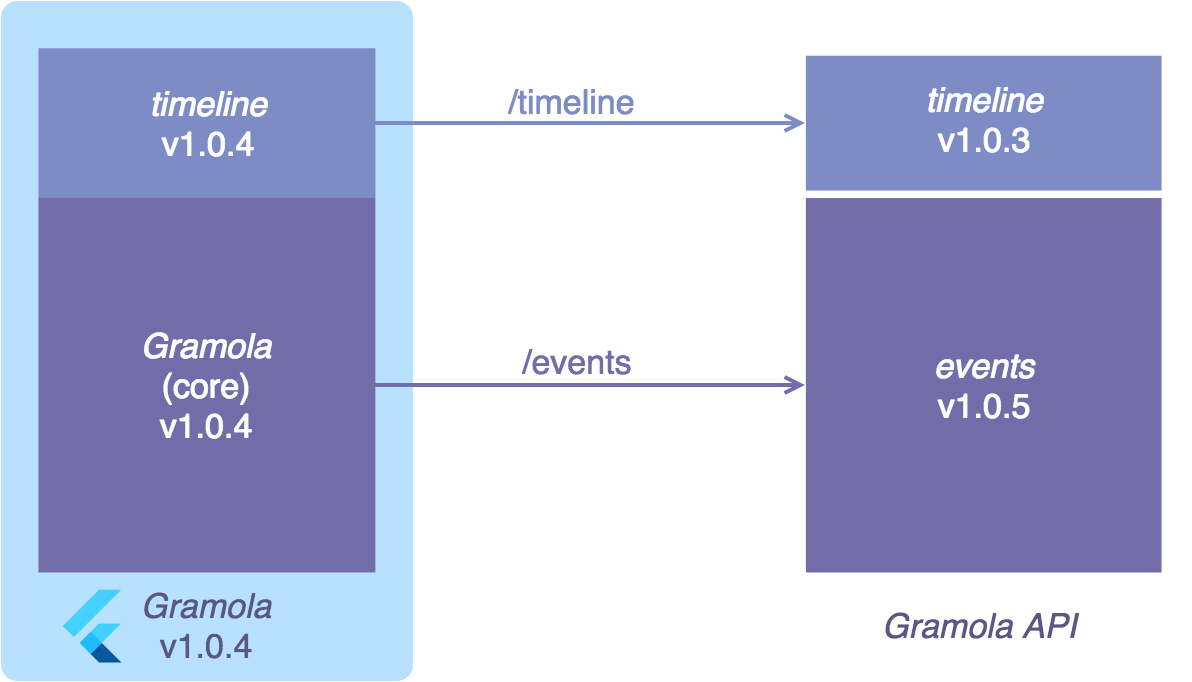 timeline
v1.0.4
/timeline
timeline
v1.0.3
Gramola
(core)
v1.0.4
/events
events
v1.0.5
Gramola
v1.0.4
Gramola API